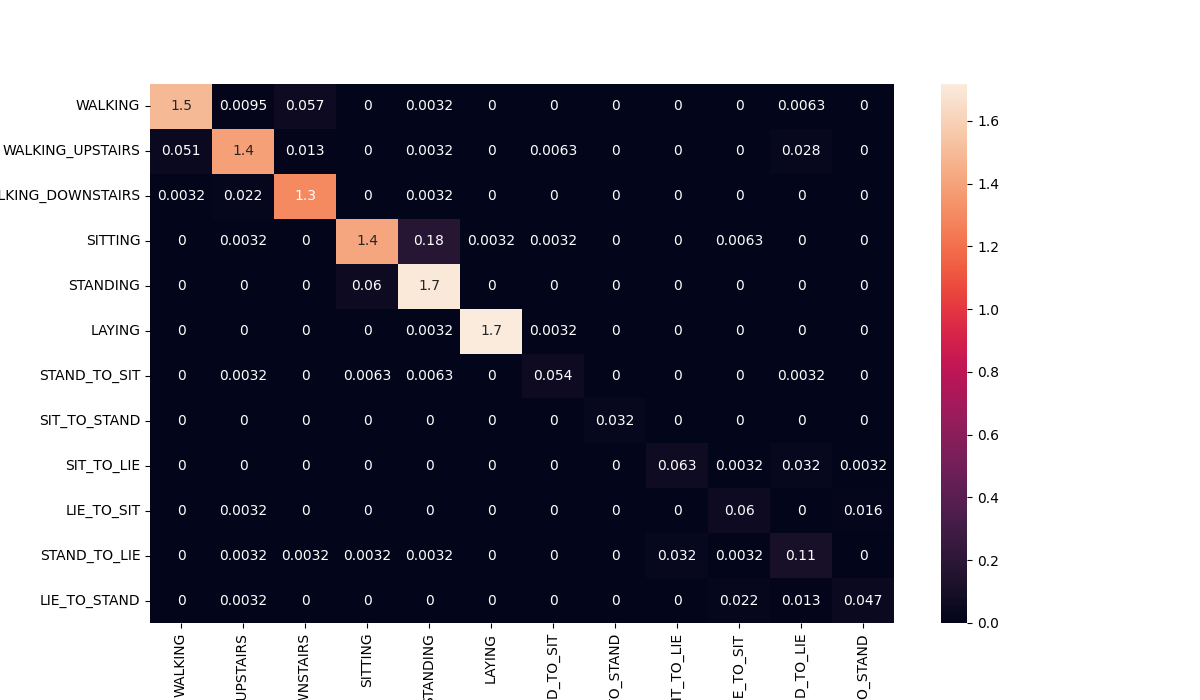 WALKING 1.5 0.0095 0.057 0 0.0032 0 0 0 0 0 0.0063 0
WALKING_UPSTAIRS 0.051 1.4 0.013 0 0.0032 0 0.0063 0 0 0 0.028 0
LKING_DOWNSTAIRS 0.0032 0.022 1.3 0 0.0032 0 0 0 0 0 0 0
SITTING 0 0.0032 0 1.4 0.18 0.0032 0.0032 0 0 0.0063 0 0
STANDING 0 0 0 0.06 1.7 0 0 0 0 0 0 0
LAYING 0 0 0 0 0.0032 1.7 0.0032 0 0 0 0 0
STAND_TO_SIT 0 0.0032 0 0.0063 0.0063 0 0.054 0 0 0 0.0032 0
SIT_TO_STAND 0 0 0 0 0 0 0 0.032 0 0 0 0
SIT_TO_LIE 0 0 0 0 0 0 0 0 0.063 0.0032 0.032 0.0032
LIE_TO_SIT 0 0.0032 0 0 0 0 0 0 0 0.06 0 0.016
STAND_TO_LIE 0 0.0032 0.0032 0.0032 0.0032 0 0 0 0.032 0.0032 0.11 0
LIE_TO_STAND 0 0.0032 0 0 0 0 0 0 0 0.022 0.013 0.047
WALKING
UPSTAIRS
WNSTAIRS
SITTING
STANDING
LAYING
D_TO_SIT
O_STAND
IT_TO_LIE
E_TO_SIT
D_TO_LIE
O_STAND
1.6
1.4
1.2
1.0
0.8
0.6
0.4
0.2
0.0